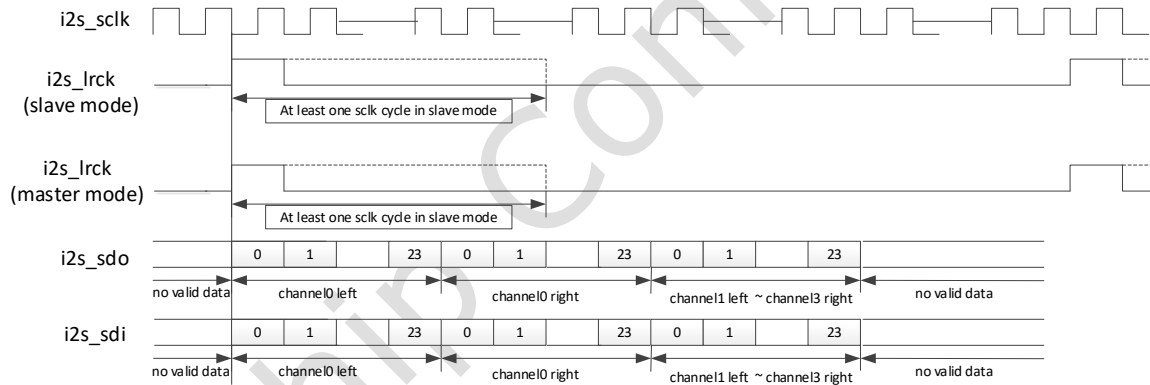 i2s_sclk
i2s_lrck
(slave mode)
At least one sclk cycle in slave mode
i2s_lrck
(master mode)
At least one sclk cycle in slave mode
i2s_sdo
0 1 23 0 1 23 0 1 23
no valid data channel0 left channel0 right channel1 left ~ channel3 right no valid data
i2s_sdi
0 1 23 0 1 23 0 1 23
no valid data channel0 left channel0 right channel1 left ~ channel3 right no valid data